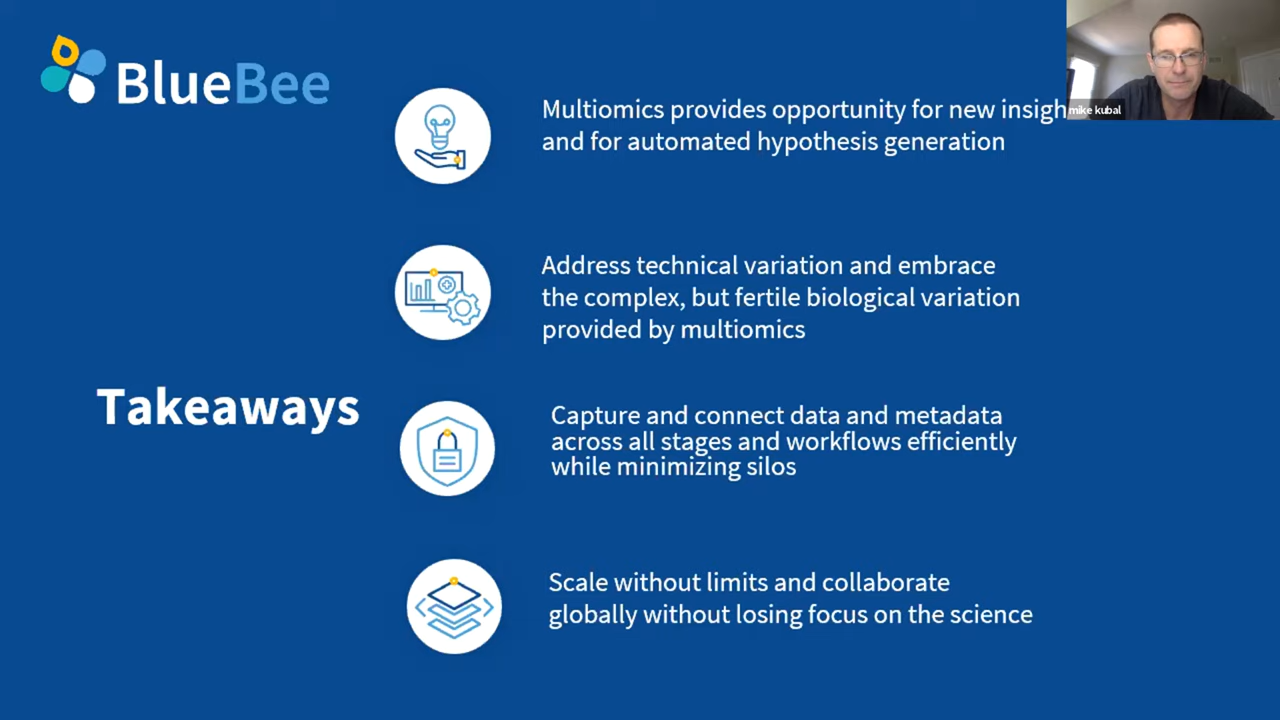 BlueBee
mike kubal
Multiomics provides opportunity for new insigh
and for automated hypothesis generation
Address technical variation and embrace
the complex, but fertile biological variation
provided by multiomics
Takeaways
Capture and connect data and metadata
across all stages and workflows efficiently
while minimizing silos
Scale without limits and collaborate
globally without losing focus on the science